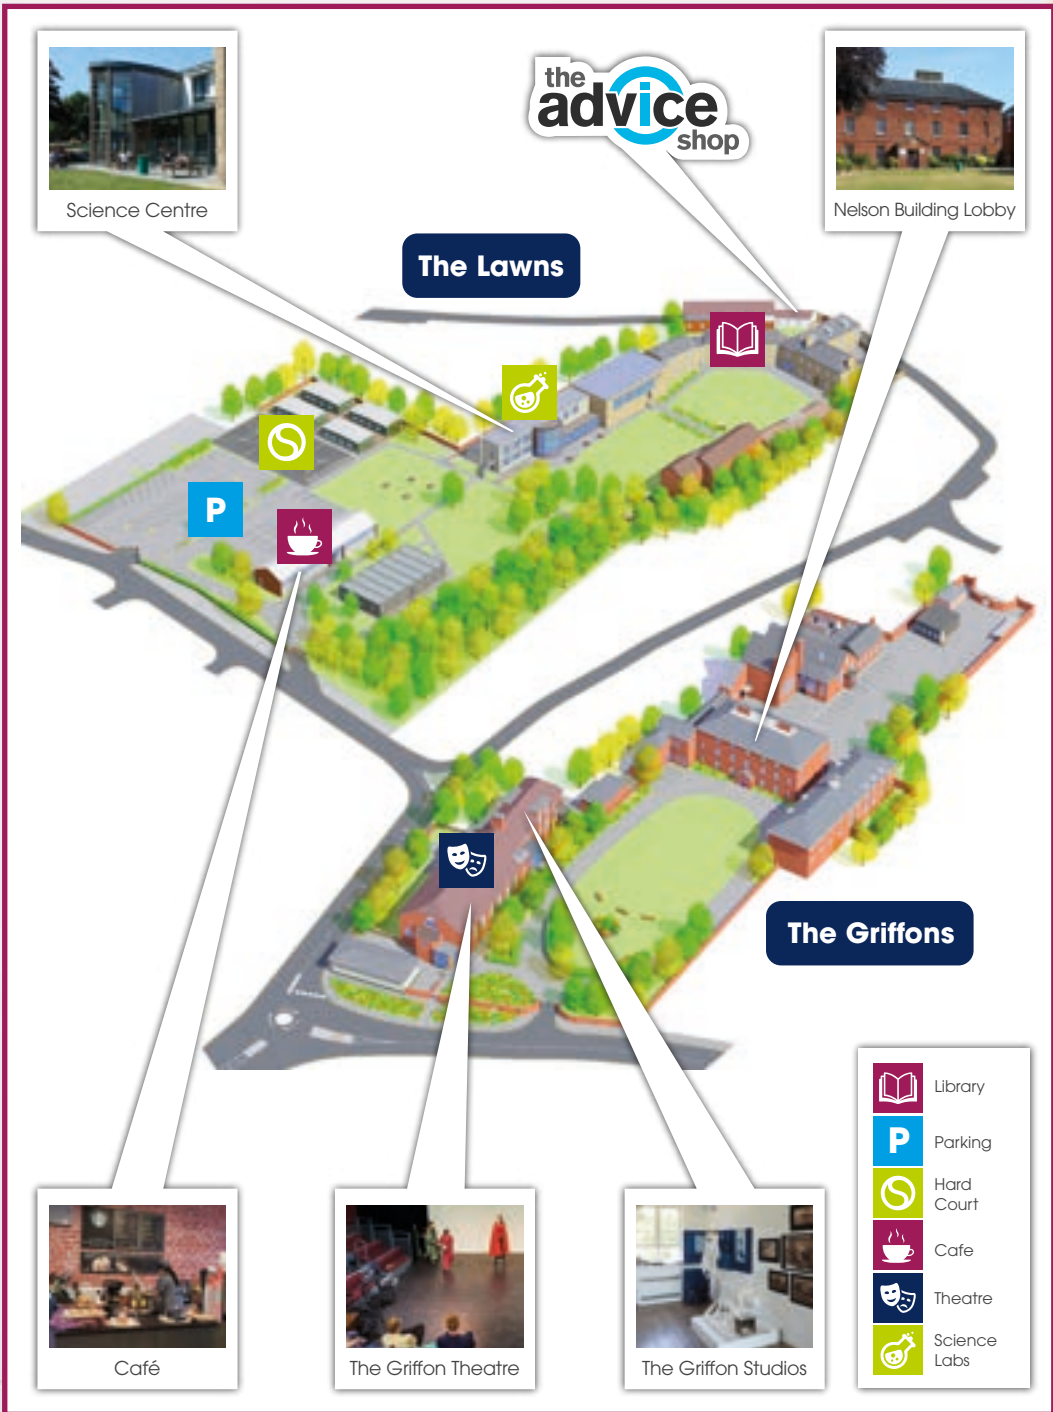 the
advice
shop
Science Centre
Nelson Building Lobby
The Lawns
P
The Griffons
Library
P
Parking
Hard
Court
Cafe
Theatre
Science
Labs
Café
The Griffon Theatre
The Griffon Studios